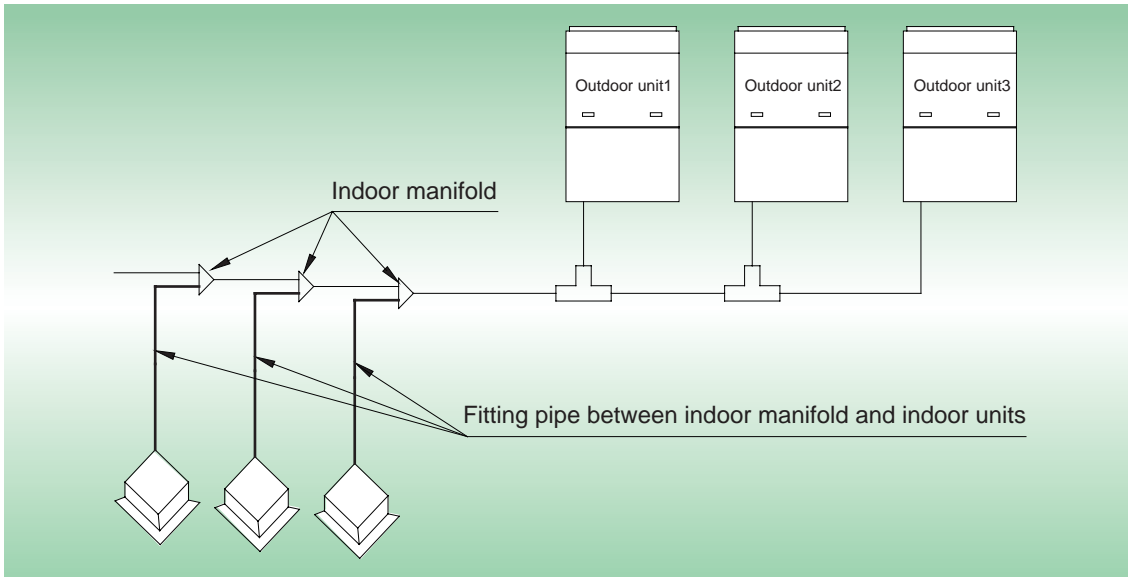 Outdoor unit1
Outdoor unit2
Outdoor unit3
Indoor manifold
Fitting pipe between indoor manifold and indoor units